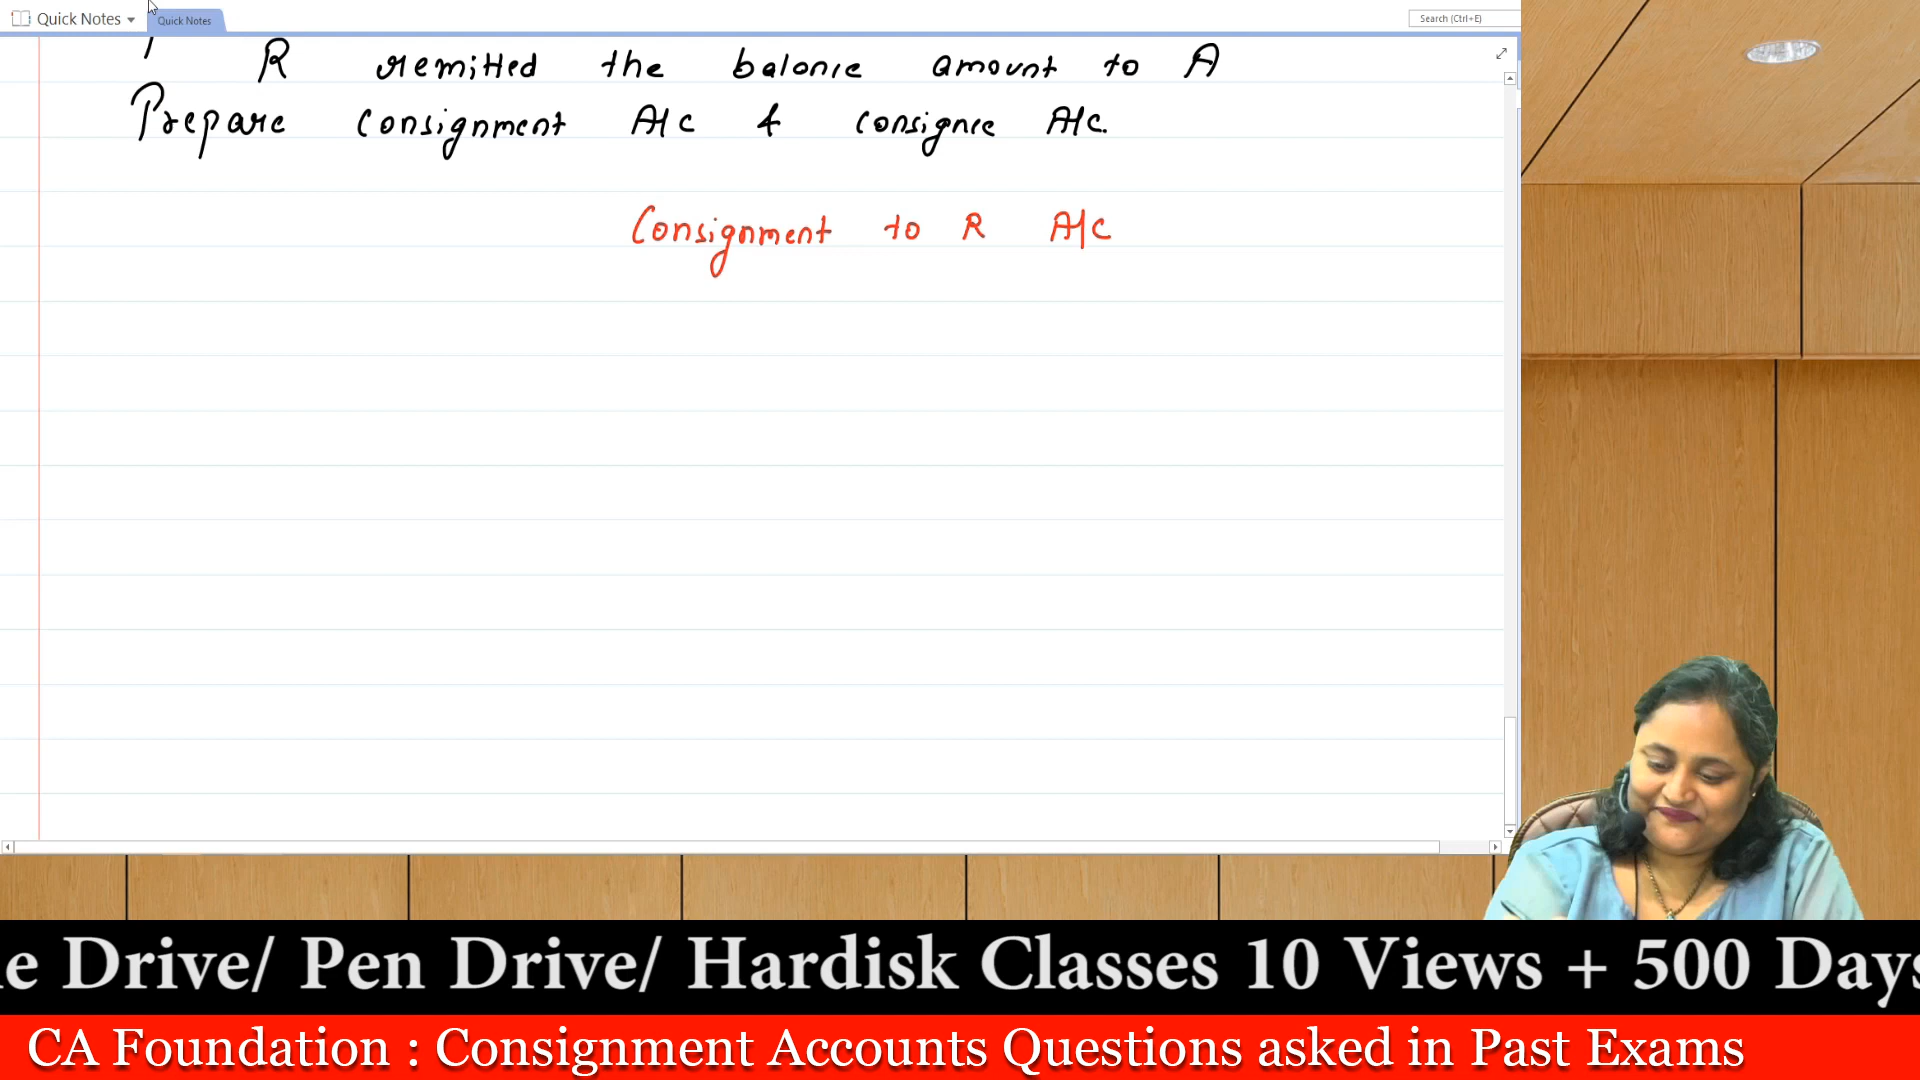 Quick Notes
Quick Notes
Search (Ctrl+E)
R remitted the balance amount to A
Prepare consignment A/c & consignee A/c.
Consignment to R A/c
e Drive/ Pen Drive/ Hardisk Classes 10 Views + 500 Days
CA Foundation : Consignment Accounts Questions asked in Past Exams